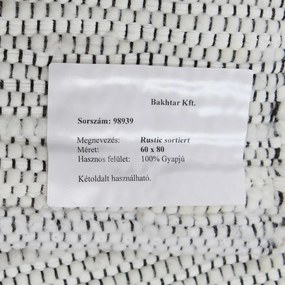 Bakhtar Kft.
Sorszám: 98939
Megnevezés: Rustic sortiert
Méret: 60 x 80
Hasznos felület: 100% Gyapjú
Kétoldalt használható.